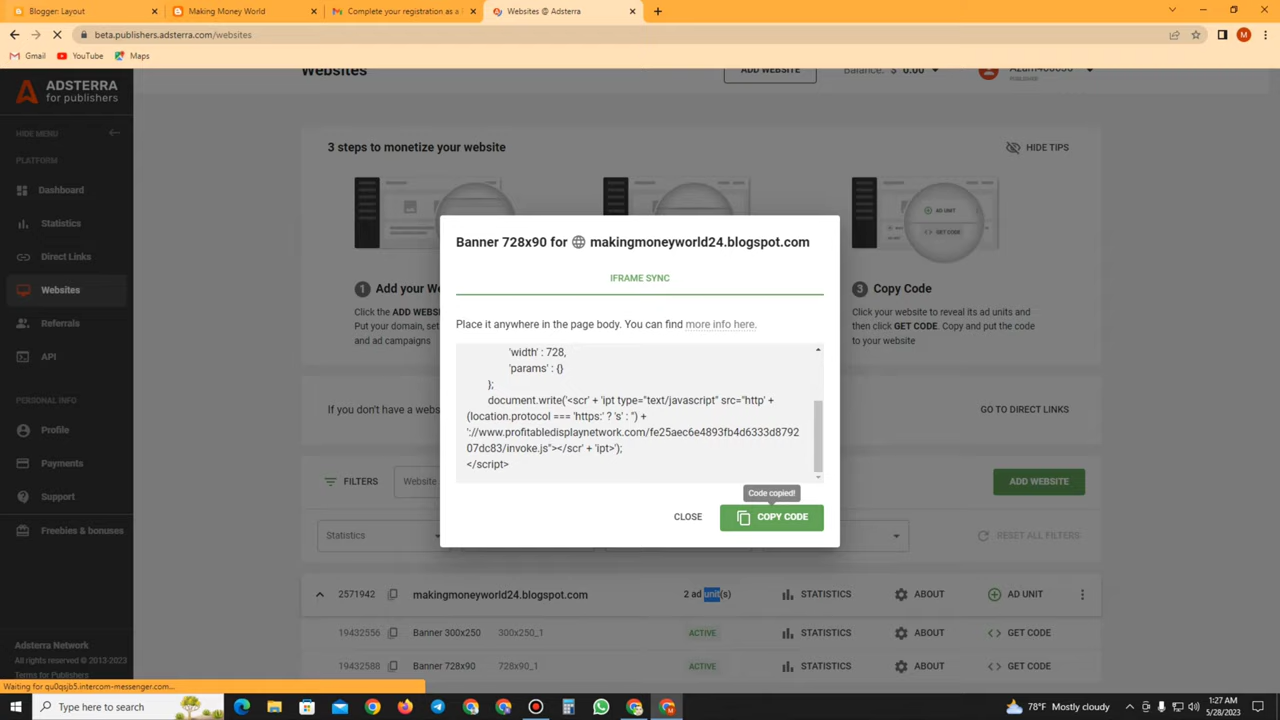 Blogger: Layout
Making Money World
Complete your registration as a
Websites @ Adsterra
beta.publishers.adsterra.com/websites
Gmail
YouTube
Maps
ADSTERRA
for publishers
Websites
ADD WEBSITE
Balance: $ 0.00
PUBLISHER
HIDE MENU
PLATFORM
Dashboard
Statistics
Direct Links
Websites
Referrals
API
PERSONAL INFO
Profile
Payments
Support
Freebies & bonuses
Adsterra Network
All rights reserved © 2013-2023
Terms for Publishers
3 steps to monetize your website
HIDE TIPS
AD UNIT
GET CODE
1 Add your We
Click the ADD WEBS
Put your domain, set
and ad campaigns
3 Copy Code
Click your website to reveal its ad units and
then click GET CODE. Copy and put the code
to your website
If you don't have a webs
GO TO DIRECT LINKS
Banner 728x90 for makingmoneyworld24.blogspot.com
IFRAME SYNC
Place it anywhere in the page body. You can find more info here.
'width' : 728,
'params' : {}
};
document.write('<scr' + 'ipt type="text/javascript" src="http' +
(location.protocol === 'https:' ? 's' : '') +
'://www.profitabledisplaynetwork.com/fe25aec6e4893fb4d6333d8792
07dc83/invoke.js"></scr' + 'ipt>');
</script>
Code copied!
CLOSE
COPY CODE
FILTERS
Website
ADD WEBSITE
Statistics
RESET ALL FILTERS
2571942
makingmoneyworld24.blogspot.com
2 ad unit(s)
STATISTICS
ABOUT
AD UNIT
19432556
Banner 300x250
300x250_1
ACTIVE
STATISTICS
ABOUT
GET CODE
19432588
Banner 728x90
728x90_1
ACTIVE
STATISTICS
ABOUT
GET CODE
Waiting for qu0qsjb5.intercom-messenger.com...
Type here to search
78°F Mostly cloudy
1:27 AM
5/28/2023